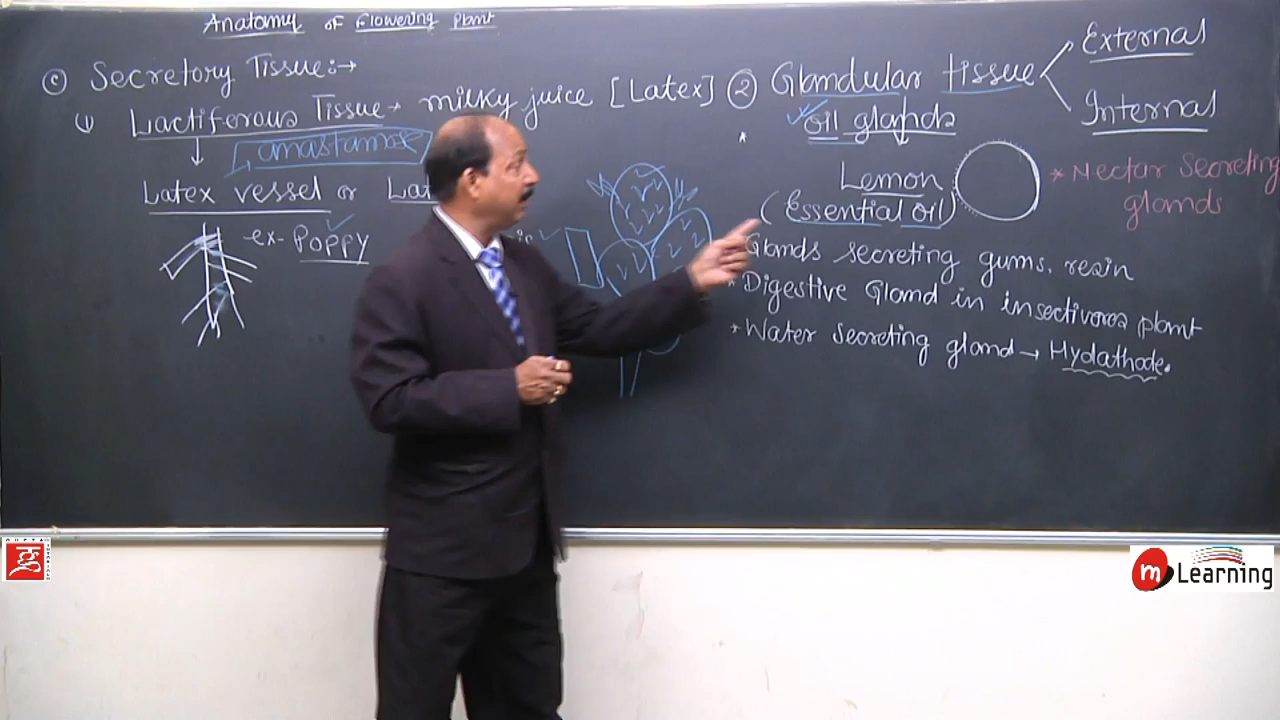 Anatomy of Flowering Plant
(c) Secretory Tissue:→
(1) Lactiferous Tissue → milky juice [Latex]
anastamose
Latex vessel or
ex- Poppy
(2) Glandular tissue
External
Internal
Oil glands
Lemon
(Essential Oil)
* Nectar Secreting
glands
Glands secreting gums, resin
* Digestive Gland in insectivores plant
* Water secreting gland → Hydathode.
m Learning